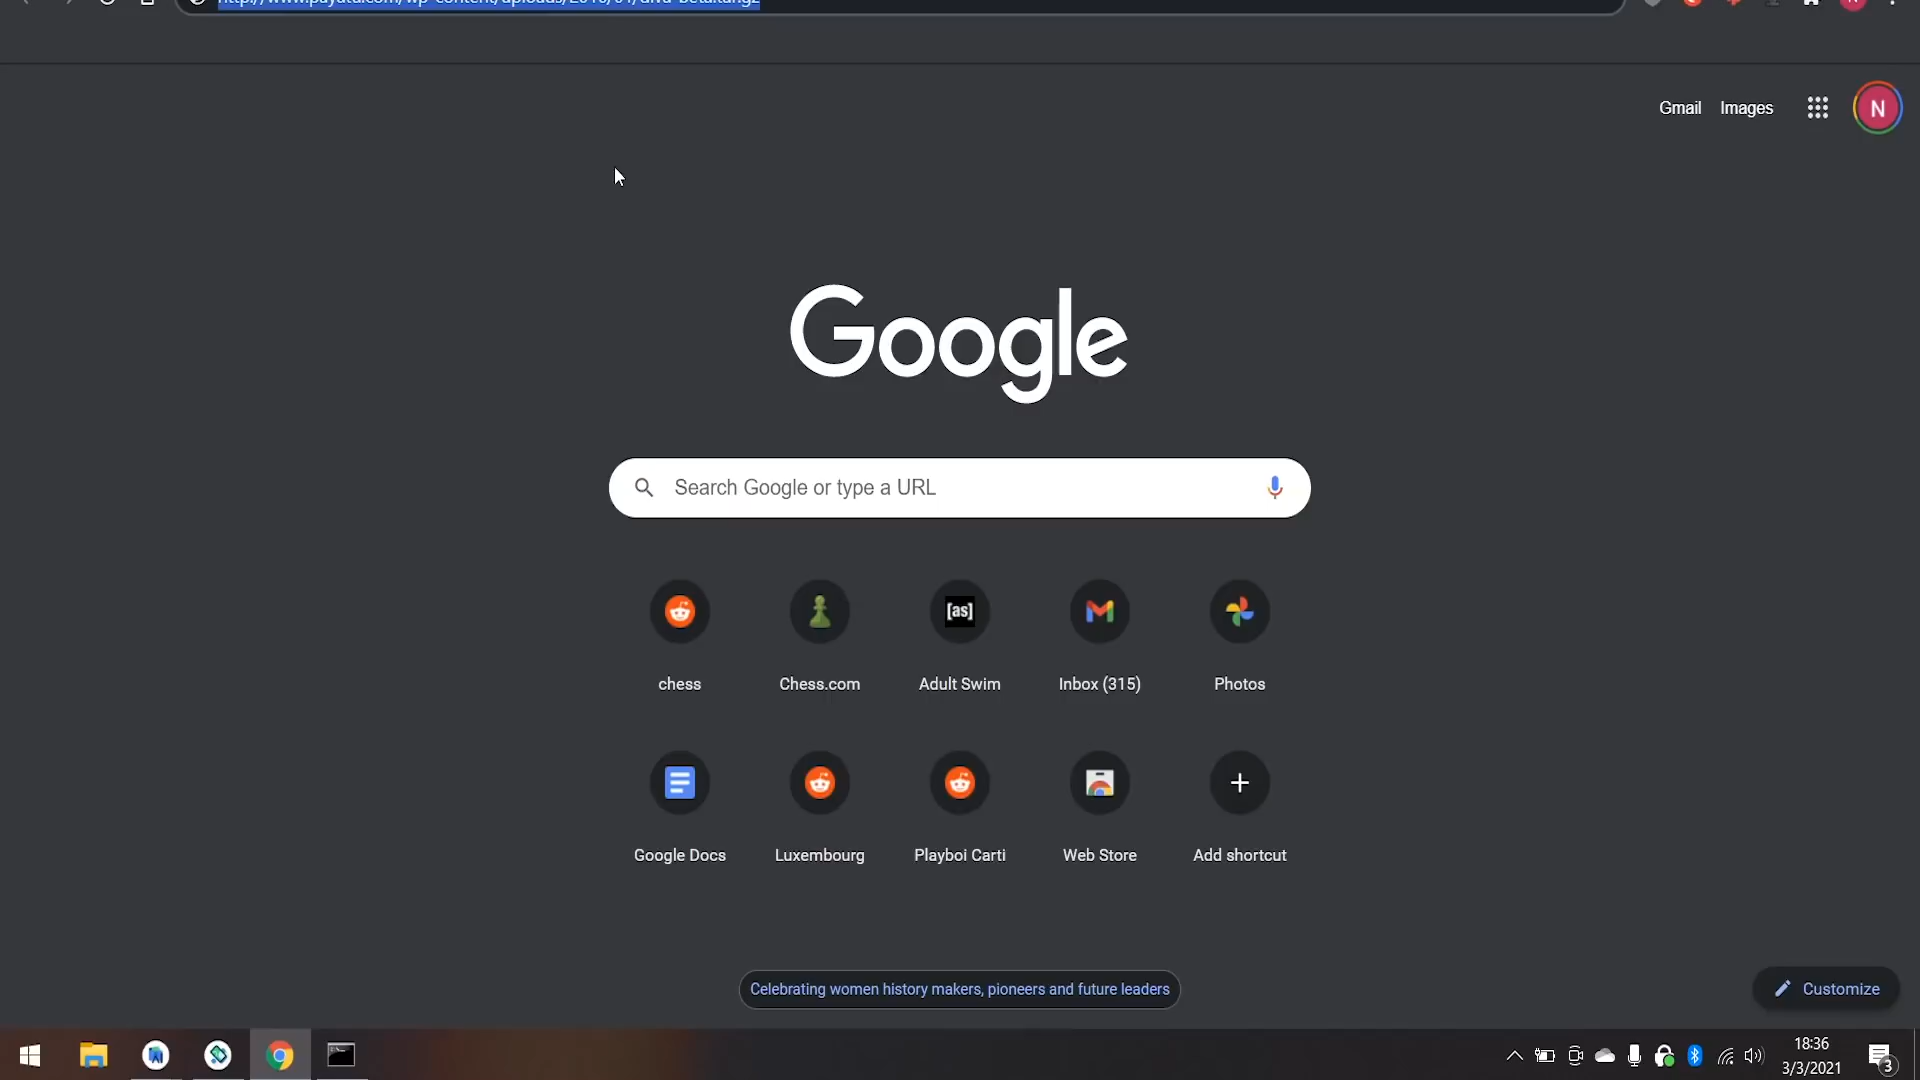 Gmail Images
N
Google
Search Google or type a URL
[as]
chess Chess.com Adult Swim Inbox (315) Photos
Google Docs Luxembourg Playboi Carti Web Store Add shortcut
Celebrating women history makers, pioneers and future leaders
Customize
18:36
3/3/2021
3